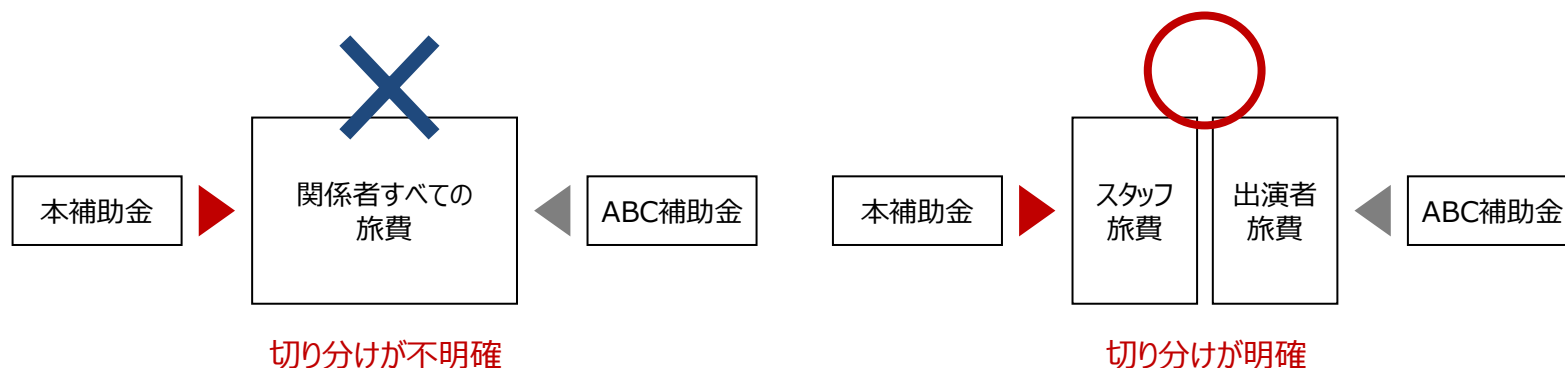 本補助金
関係者すべての
旅費
ABC補助金
切り分けが不明確
本補助金
スタッフ
旅費
出演者
旅費
ABC補助金
切り分けが明確